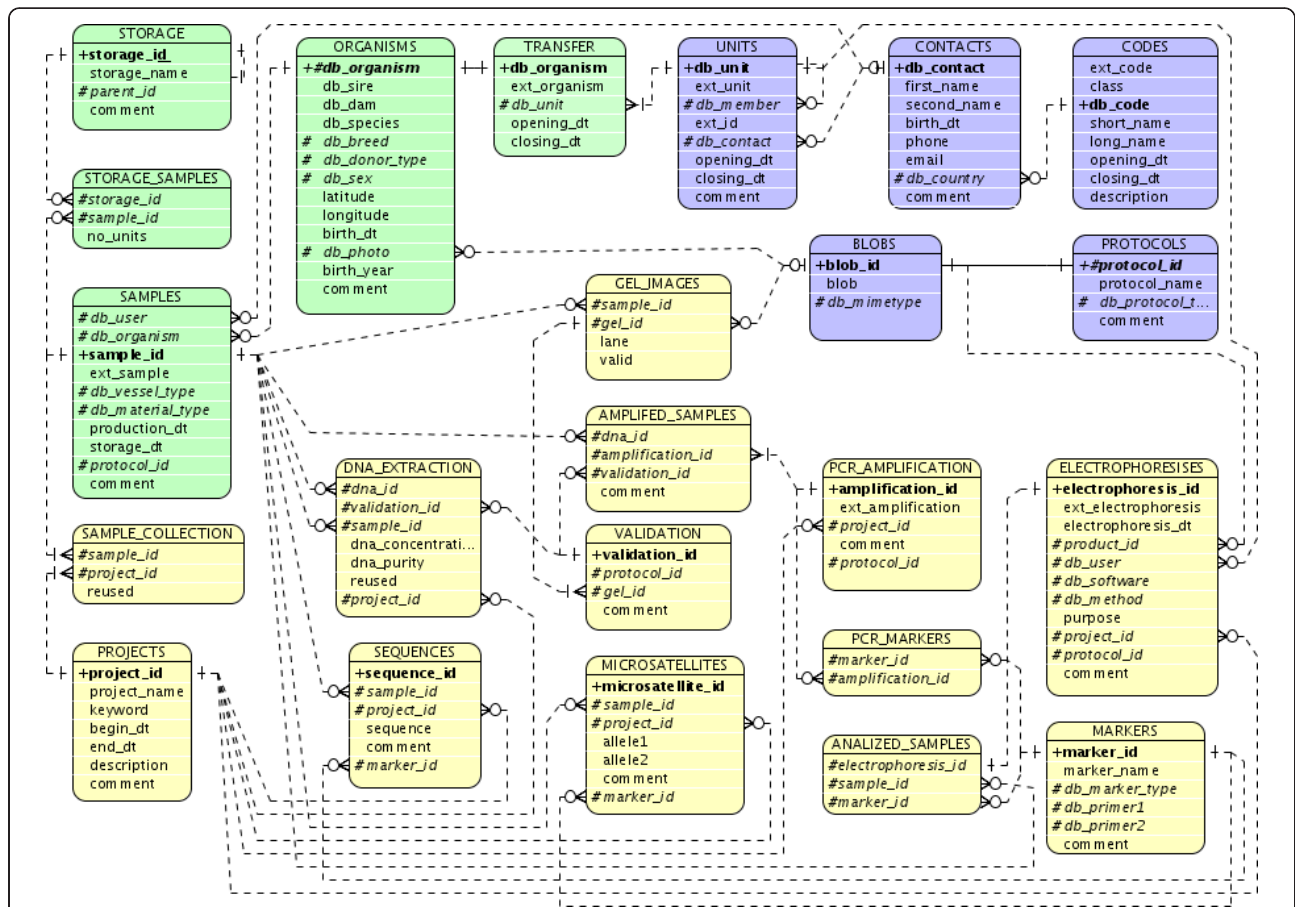 STORAGE
+storage_id
storage_name
#parent_id
comment
STORAGE_SAMPLES
#storage_id
#sample_id
no_units
SAMPLES
#db_user
#db_organism
+sample_id
ext_sample
#db_vessel_type
#db_material_type
production_dt
storage_dt
#protocol_id
comment
SAMPLE_COLLECTION
#sample_id
#project_id
reused
PROJECTS
+project_id
project_name
keyword
begin_dt
end_dt
description
comment
ORGANISMS
+#db_organism
db_sire
db_dam
db_species
# db_breed
# db_donor_type
# db_sex
latitude
longitude
birth_dt
# db_photo
birth_year
comment
TRANSFER
+db_organism
ext_organism
# db_unit
opening_dt
closing_dt
UNITS
+db_unit
ext_unit
# db_member
ext_id
# db_contact
opening_dt
closing_dt
comment
CONTACTS
+db_contact
first_name
second_name
birth_dt
phone
email
# db_country
comment
CODES
ext_code
class
+db_code
short_name
long_name
opening_dt
closing_dt
description
BLOBS
+blob_id
blob
# db_mimetype
PROTOCOLS
+#protocol_id
protocol_name
# db_protocol_t...
comment
GEL_IMAGES
#sample_id
#gel_id
lane
valid
AMPLIFED_SAMPLES
#dna_id
#amplification_id
#validation_id
comment
DNA_EXTRACTION
#dna_id
#validation_id
#sample_id
dna_concentrati...
dna_purity
reused
#project_id
VALIDATION
+validation_id
#protocol_id
#gel_id
comment
PCR_AMPLIFICATION
+amplification_id
ext_amplification
#project_id
comment
#protocol_id
ELECTROPHORESISES
+electrophoresis_id
ext_electrophoresis
electrophoresis_dt
#product_id
#db_user
#db_software
#db_method
purpose
#project_id
#protocol_id
comment
SEQUENCES
+sequence_id
#sample_id
#project_id
sequence
comment
#marker_id
MICROSATELLITES
+microsatellite_id
#sample_id
#project_id
allele1
allele2
comment
#marker_id
PCR_MARKERS
#marker_id
#amplification_id
ANALIZED_SAMPLES
#electrophoresis_id
#sample_id
#marker_id
MARKERS
+marker_id
marker_name
#db_marker_type
#db_primer1
#db_primer2
comment